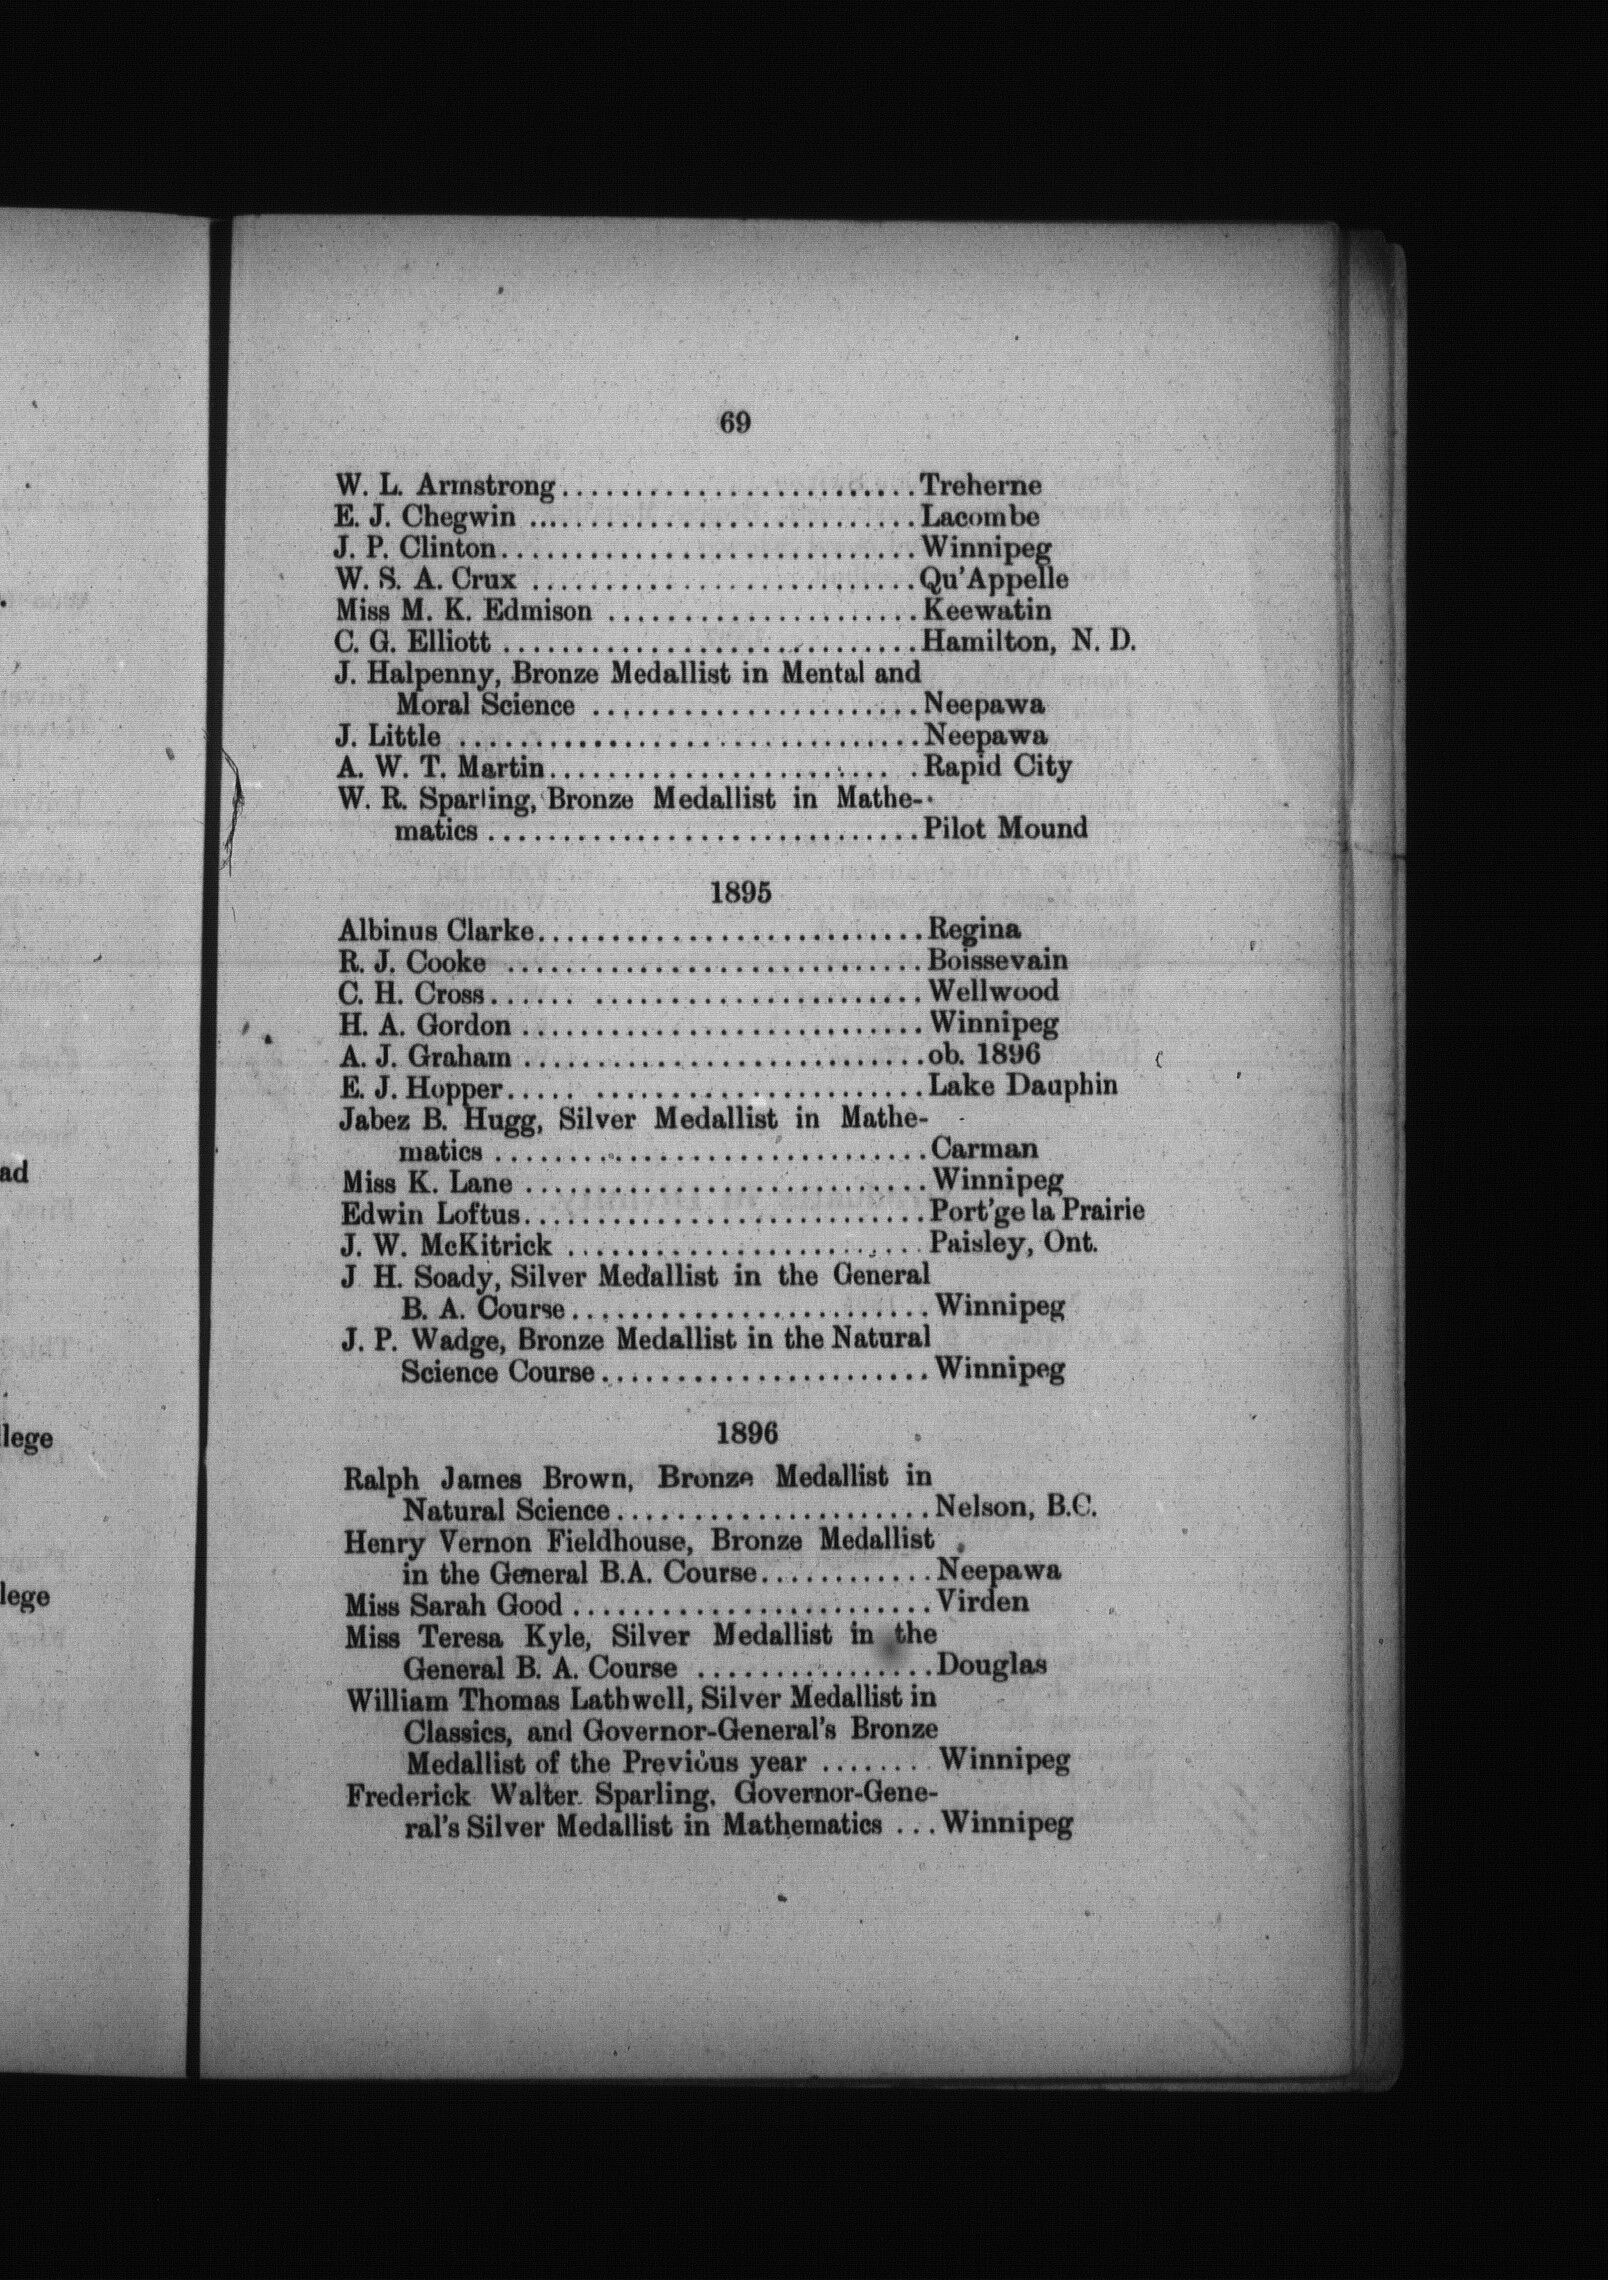 69
W. L. Armstrong........................Treherne
E. J. Chegwin ...........................Lacombe
J. P. Clinton............................Winnipeg
W. S. A. Crux ..........................Qu'Appelle
Miss M. K. Edmison .....................Keewatin
C. G. Elliott ............................Hamilton, N. D.
J. Halpenny, Bronze Medallist in Mental and
Moral Science ......................Neepawa
J. Little ...............................Neepawa
A. W. T. Martin....................... .Rapid City
W. R. Sparling, Bronze Medallist in Mathe-
matics .............................Pilot Mound
1895
Albinus Clarke..........................Regina
R. J. Cooke ............................Boissevain
C. H. Cross...... ......................Wellwood
H. A. Gordon ...........................Winnipeg
A. J. Graham ...........................ob. 1896
E. J. Hopper..... ......................Lake Dauphin
Jabez B. Hugg, Silver Medallist in Mathe-
matics .............................Carman
Miss K. Lane ...........................Winnipeg
Edwin Loftus...........................Port'ge la Prairie
J. W. McKitrick ........................Paisley, Ont.
J H. Soady, Silver Medallist in the General
B. A. Course........................Winnipeg
J. P. Wadge, Bronze Medallist in the Natural
Science Course......................Winnipeg
1896
Ralph James Brown, Bronze Medallist in
Natural Science.....................Nelson, B.C.
Henry Vernon Fieldhouse, Bronze Medallist
in the General B.A. Course............Neepawa
Miss Sarah Good ........................Virden
Miss Teresa Kyle, Silver Medallist in the
General B. A. Course ................Douglas
William Thomas Lathwell, Silver Medallist in
Classics, and Governor-General's Bronze
Medallist of the Previous year ........Winnipeg
Frederick Walter Sparling, Governor-Gene-
ral's Silver Medallist in Mathematics ...Winnipeg